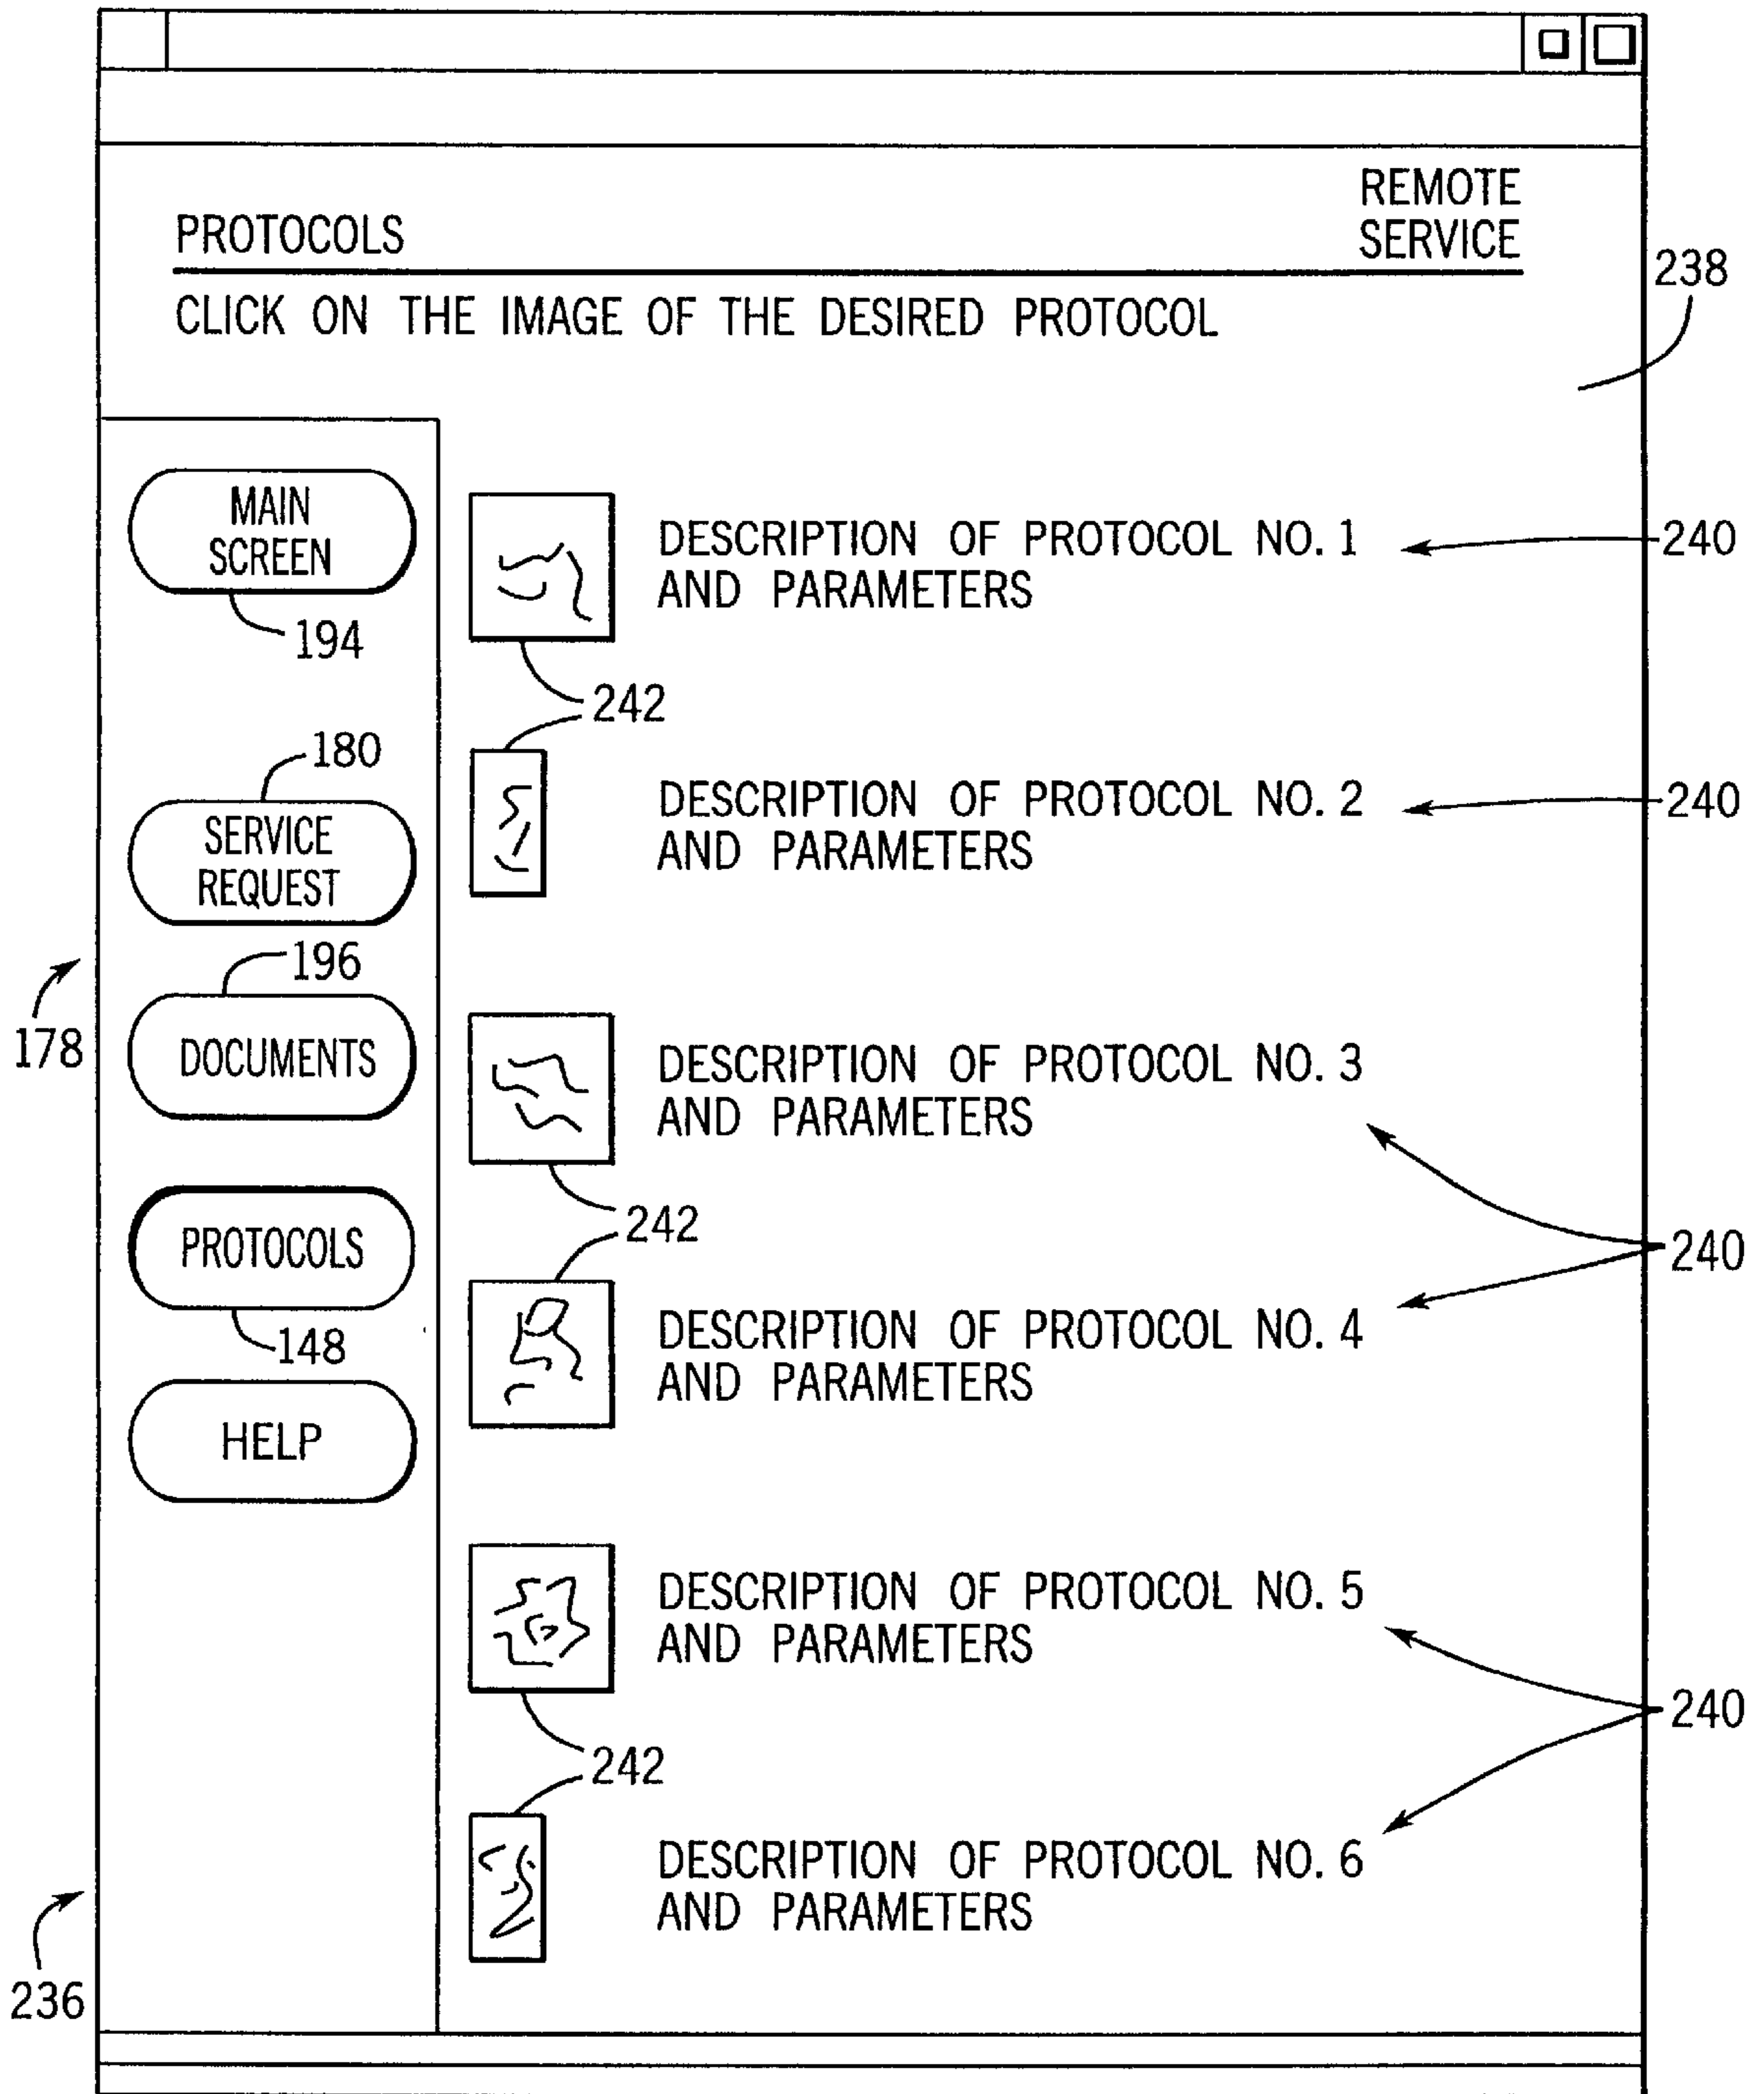 REMOTE
SERVICE
PROTOCOLS
238
CLICK ON THE IMAGE OF THE DESIRED PROTOCOL
MAIN
SCREEN
194
180
SERVICE
REQUEST
196
178
DOCUMENTS
PROTOCOLS
148
HELP
236
DESCRIPTION OF PROTOCOL NO. 1
AND PARAMETERS
240
242
DESCRIPTION OF PROTOCOL NO. 2
AND PARAMETERS
240
DESCRIPTION OF PROTOCOL NO. 3
AND PARAMETERS
242
240
DESCRIPTION OF PROTOCOL NO. 4
AND PARAMETERS
DESCRIPTION OF PROTOCOL NO. 5
AND PARAMETERS
240
242
DESCRIPTION OF PROTOCOL NO. 6
AND PARAMETERS